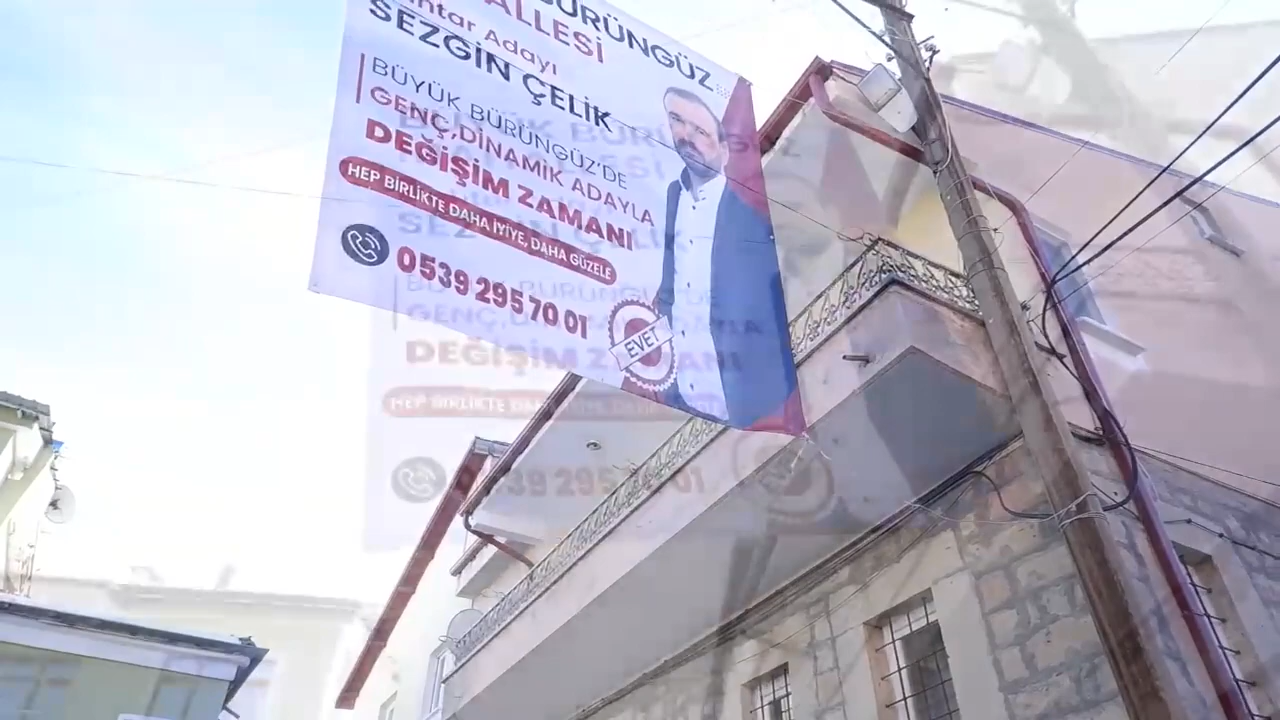 BÜRÜNGÜZ
ALLESİ
ntar Adayı
SEZGİN ÇELİK
BÜYÜK BÜRÜNGÜZ'DE
GENÇ,DİNAMİK ADAYLA
DEĞİŞİM ZAMANI
HEP BİRLİKTE DAHA İYİYE, DAHA GÜZELE
0539 295 70 01
EVET